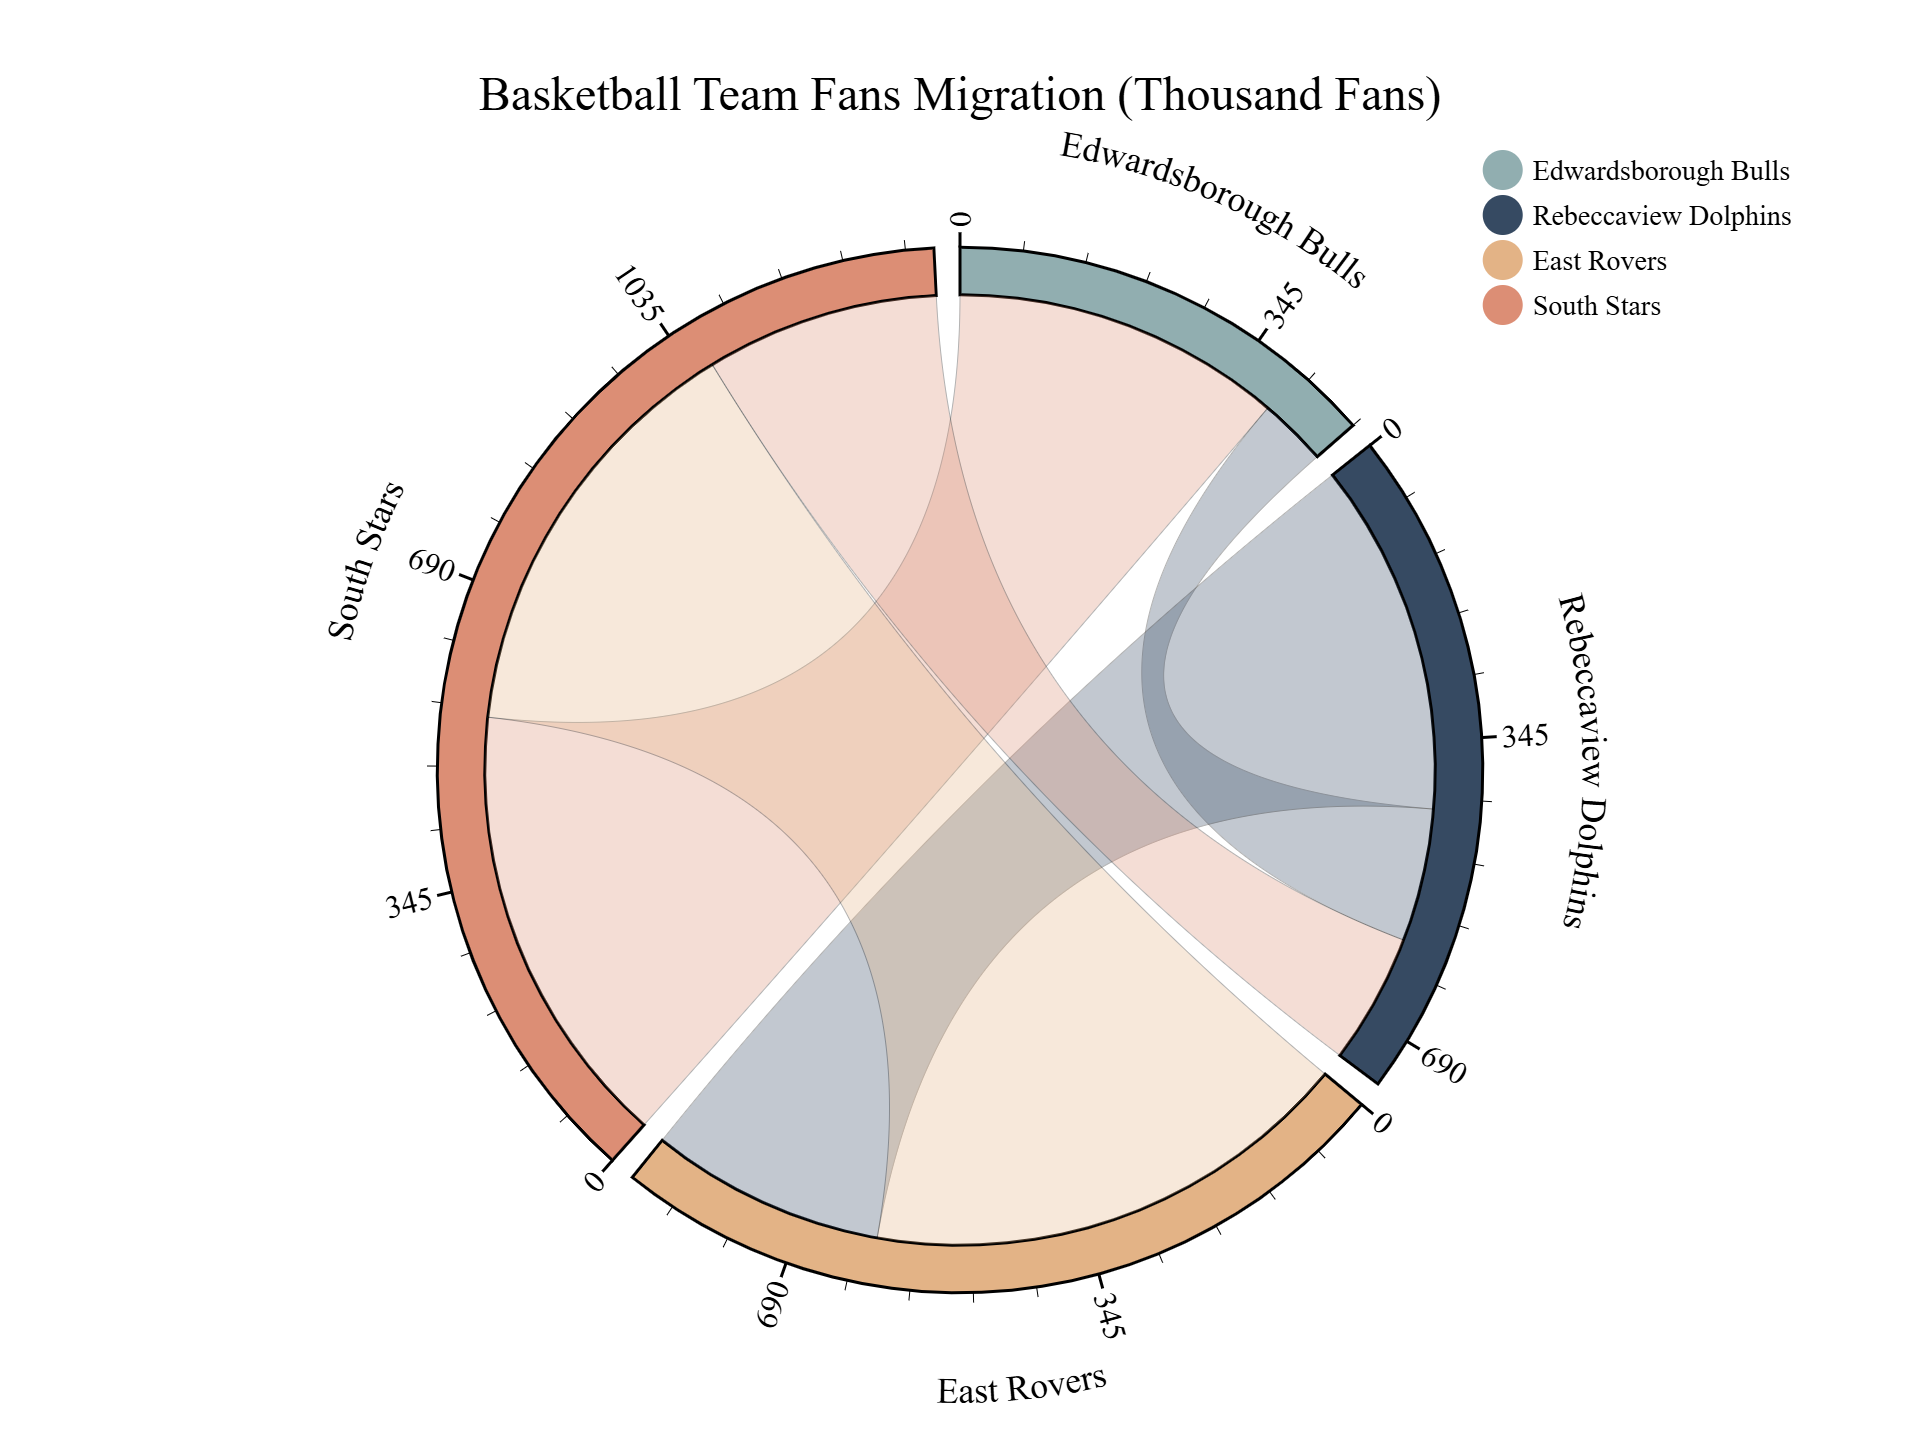 Basketball Team Fans Migration (Thousand Fans)
Edwardsborough Bulls
Rebeccaview Dolphins
East Rovers
South Stars
Edwardsborough Bulls
0
345
Rebeccaview Dolphins
0
345
690
East Rovers
0
345
690
South Stars
0
345
690
1035